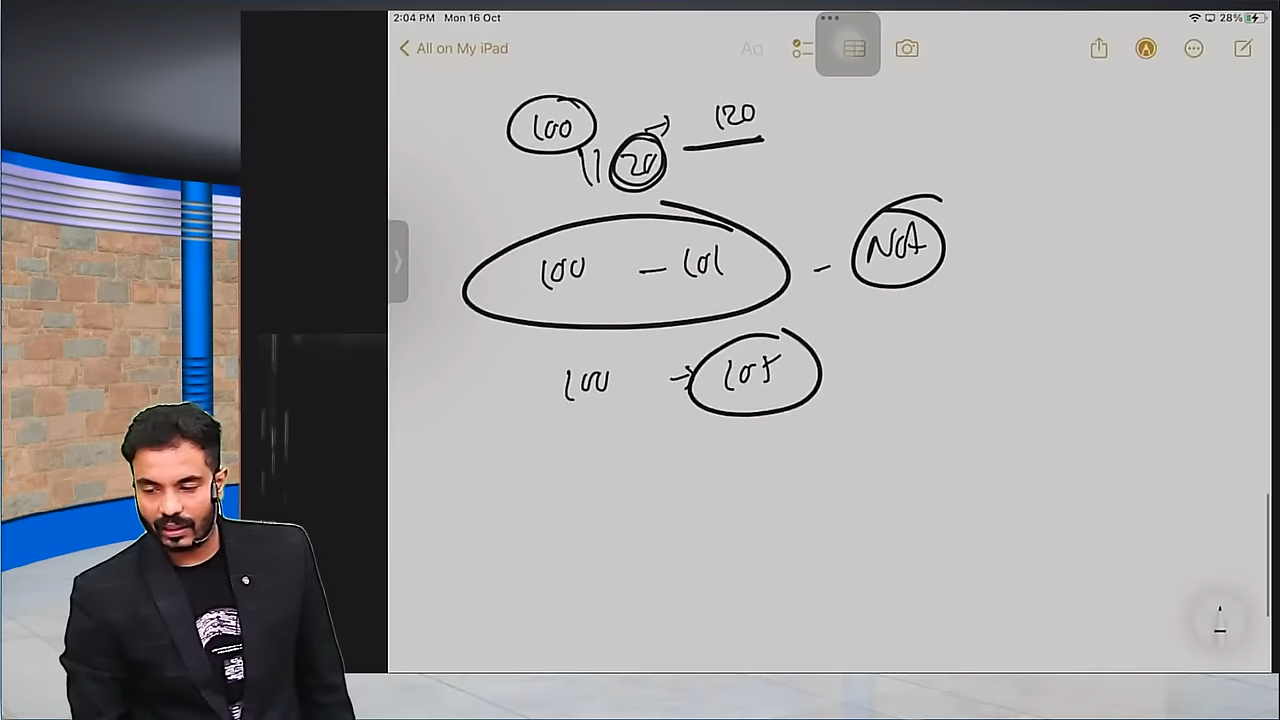 2:04 PM Mon 16 Oct 28%
All on My iPad Aa
100 120
20
100 - 101 - Not
100 → 105